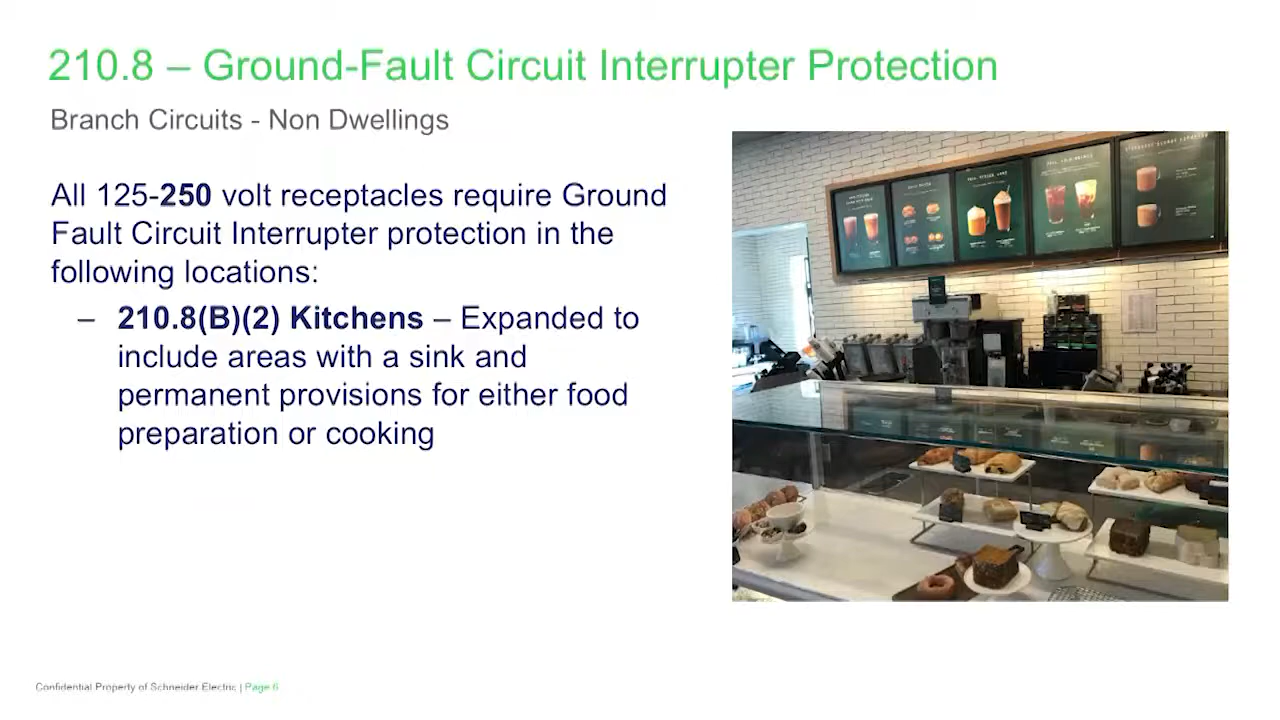 210.8 – Ground-Fault Circuit Interrupter Protection
Branch Circuits - Non Dwellings
All 125-250 volt receptacles require Ground
Fault Circuit Interrupter protection in the
following locations:
– 210.8(B)(2) Kitchens – Expanded to
include areas with a sink and
permanent provisions for either food
preparation or cooking
Confidential Property of Schneider Electric | Page 6